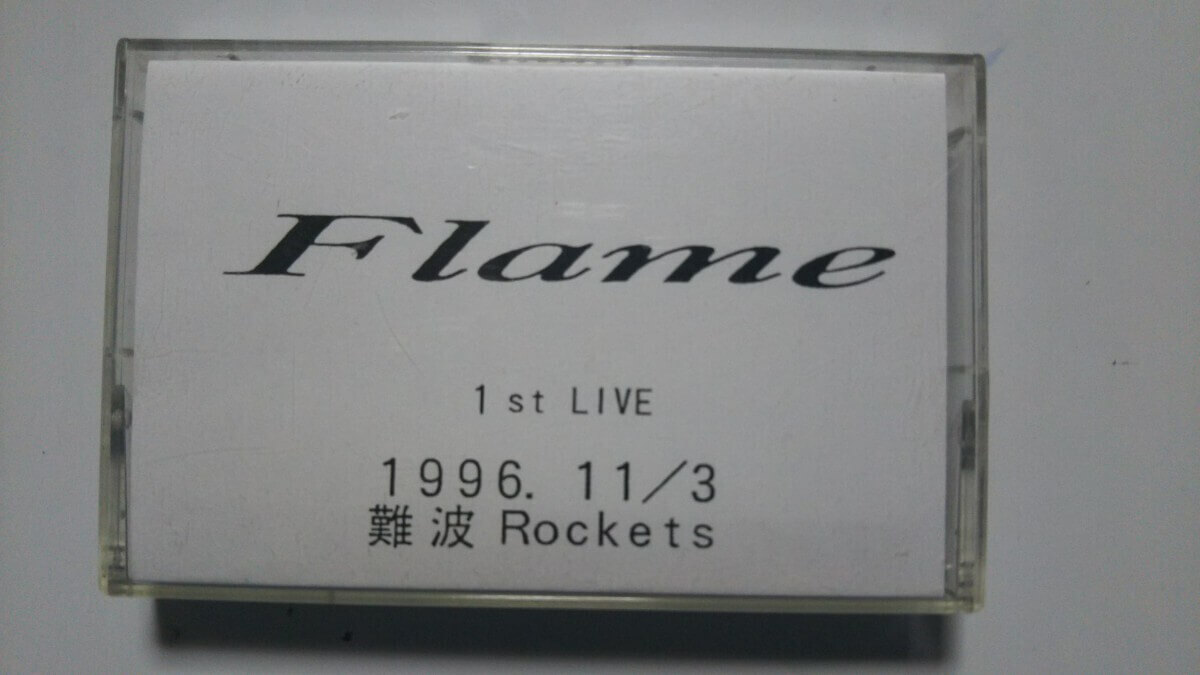 Flame
1st LIVE
1996. 11/3
難波 Rockets